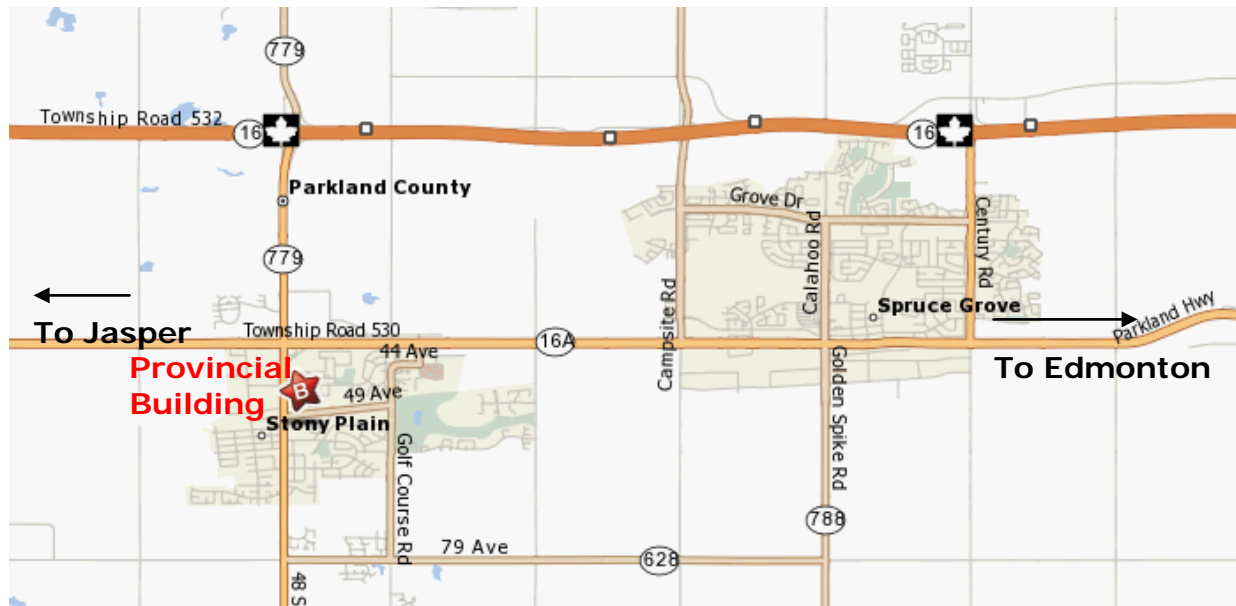 779
Township Road 532
16
16
Parkland County
Grove Dr
Calahoo Rd
Century Rd
779
Spruce Grove
Campsite Rd
Parkland Hwy
To Jasper
Township Road 530
16A
To Edmonton
Provincial
Building
B
44 Ave
49 Ave
Stony Plain
Golf Course Rd
Golden Spike Rd
788
79 Ave
628
48 S